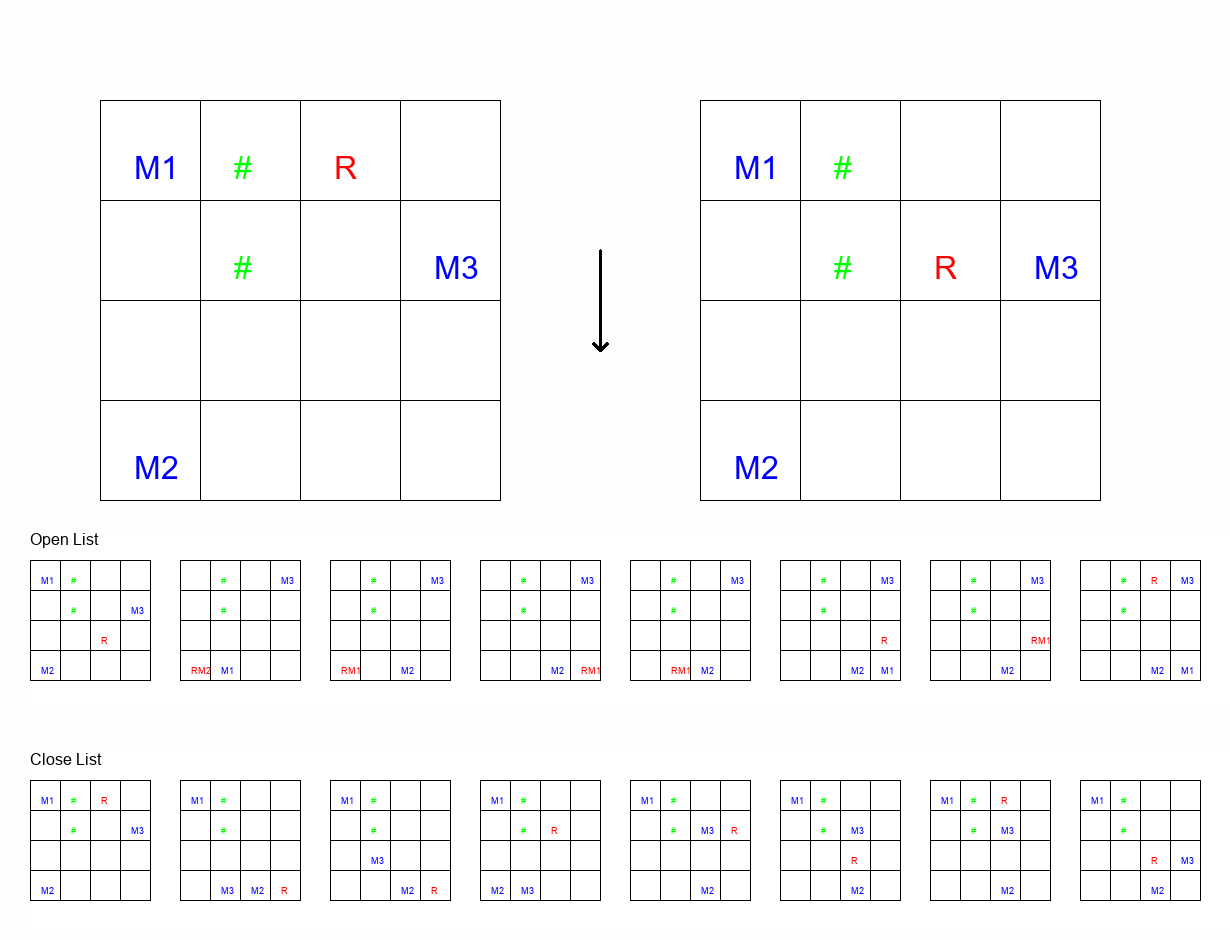 M1 # R M1 #
# M3 # R M3
M2 M2
Open List
M1 # # M3 # M3 # M3 # M3 # M3 # M3 # R M3
# M3 # # # # # # #
R R RM1
M2 RM2 M1 RM1 M2 M2 RM1 RM1 M2 M2 M1 M2 M2 M1
Close List
M1 # R M1 # M1 # M1 # M1 # M1 # M1 # R M1 #
# M3 # # # R # M3 R # M3 # M3 #
M3 R R M3
M2 M3 M2 R M2 R M2 M3 M2 M2 M2 M2